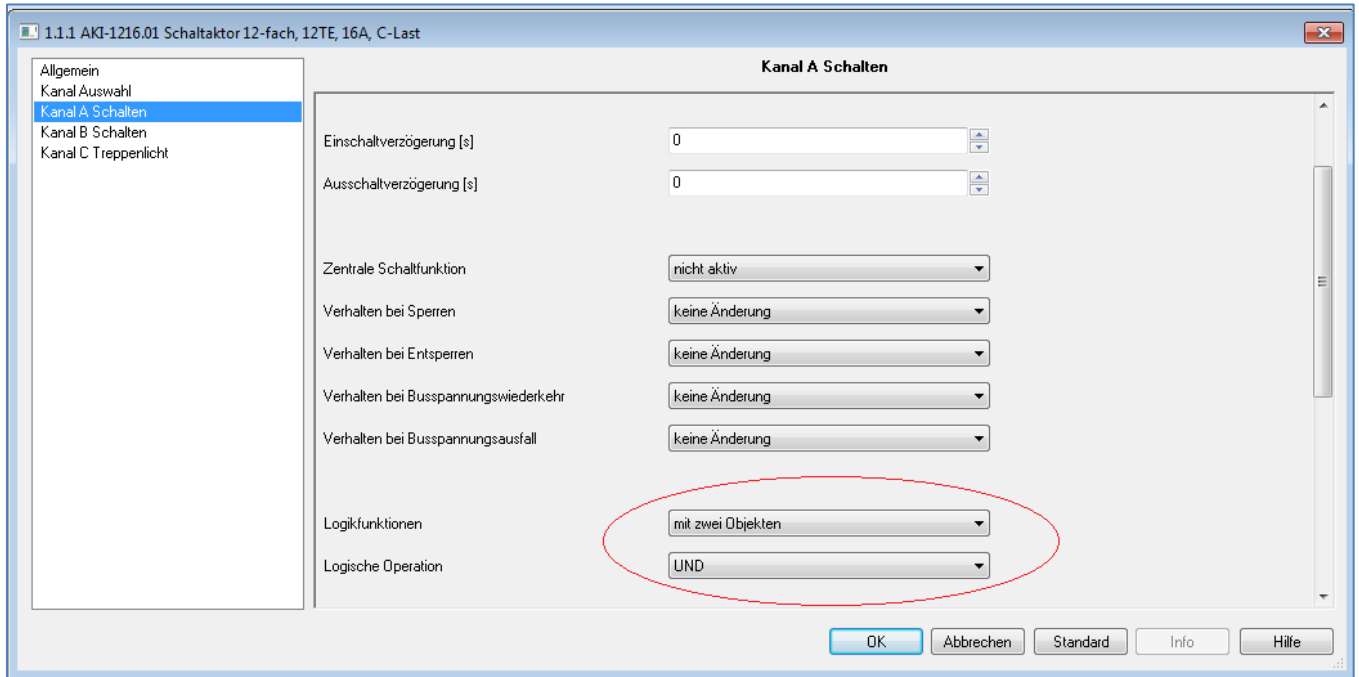 1.1.1 AKI-1216.01 Schaltaktor 12-fach, 12TE, 16A, C-Last
Allgemein
Kanal Auswahl
Kanal A Schalten
Kanal B Schalten
Kanal C Treppenlicht
Kanal A Schalten
Einschaltverzögerung [s]
0
Ausschaltverzögerung [s]
0
Zentrale Schaltfunktion
nicht aktiv
Verhalten bei Sperren
keine Änderung
Verhalten bei Entsperren
keine Änderung
Verhalten bei Busspannungswiederkehr
keine Änderung
Verhalten bei Busspannungsausfall
keine Änderung
Logikfunktionen
mit zwei Objekten
Logische Operation
UND
OK
Abbrechen
Standard
Info
Hilfe